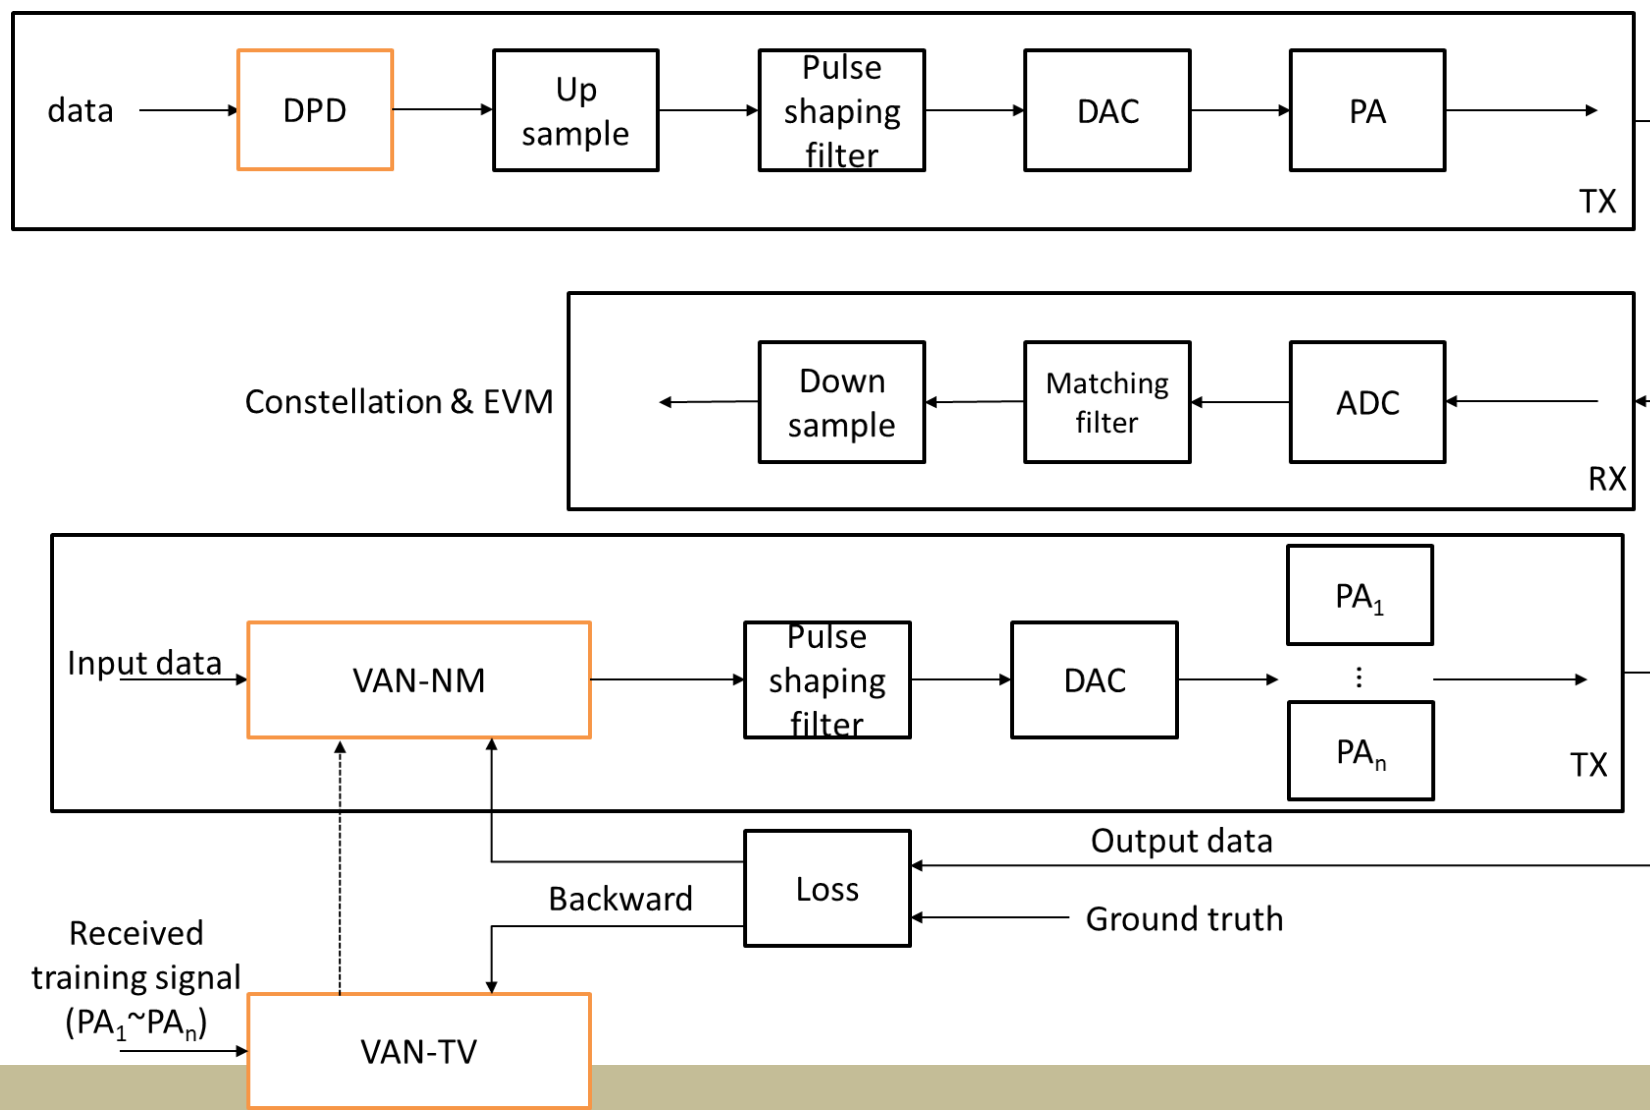 data
DPD
Up
sample
Pulse
shaping
filter
DAC
PA
TX
Constellation & EVM
Down
sample
Matching
filter
ADC
RX
Input data
VAN-NM
Pulse
shaping
filter
DAC
PA1
⋮
PAn
TX
Output data
Loss
Backward
Ground truth
Received
training signal
(PA1~PAn)
VAN-TV